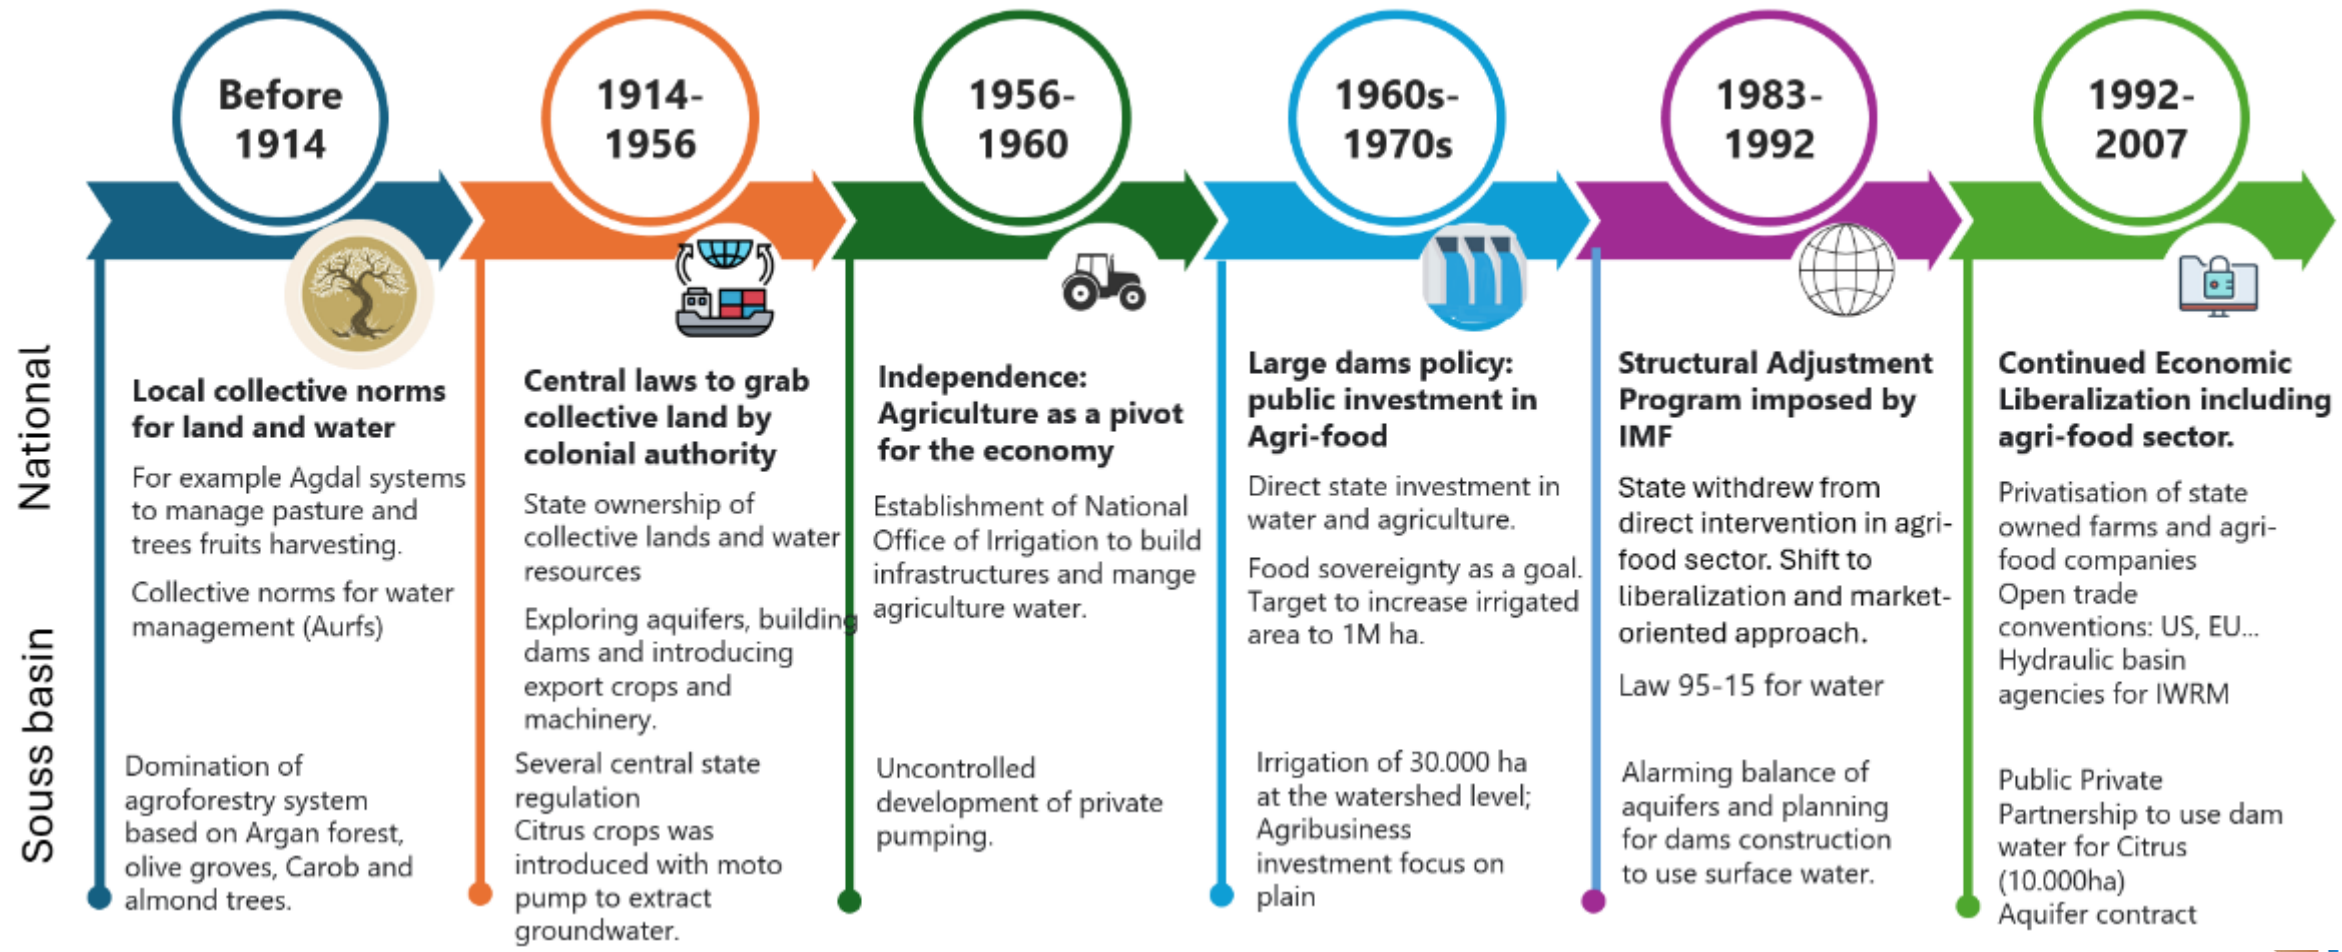 Before
1914
1914-
1956
1956-
1960
1960s-
1970s
1983-
1992
1992-
2007
National
Local collective norms
for land and water
For example Agdal systems
to manage pasture and
trees fruits harvesting.
Collective norms for water
management (Aurfs)
Central laws to grab
collective land by
colonial authority
State ownership of
collective lands and water
resources
Exploring aquifers, building
dams and introducing
export crops and
machinery.
Independence:
Agriculture as a pivot
for the economy
Establishment of National
Office of Irrigation to build
infrastructures and mange
agriculture water.
Large dams policy:
public investment in
Agri-food
Direct state investment in
water and agriculture.
Food sovereignty as a goal.
Target to increase irrigated
area to 1M ha.
Structural Adjustment
Program imposed by
IMF
State withdrew from
direct intervention in agri-
food sector. Shift to
liberalization and market-
oriented approach.
Law 95-15 for water
Continued Economic
Liberalization including
agri-food sector.
Privatisation of state
owned farms and agri-
food companies
Open trade
conventions: US, EU...
Hydraulic basin
agencies for IWRM
Souss basin
Domination of
agroforestry system
based on Argan forest,
olive groves, Carob and
almond trees.
Several central state
regulation
Citrus crops was
introduced with moto
pump to extract
groundwater.
Uncontrolled
development of private
pumping.
Irrigation of 30.000 ha
at the watershed level;
Agribusiness
investment focus on
plain
Alarming balance of
aquifers and planning
for dams construction
to use surface water.
Public Private
Partnership to use dam
water for Citrus
(10.000ha)
Aquifer contract